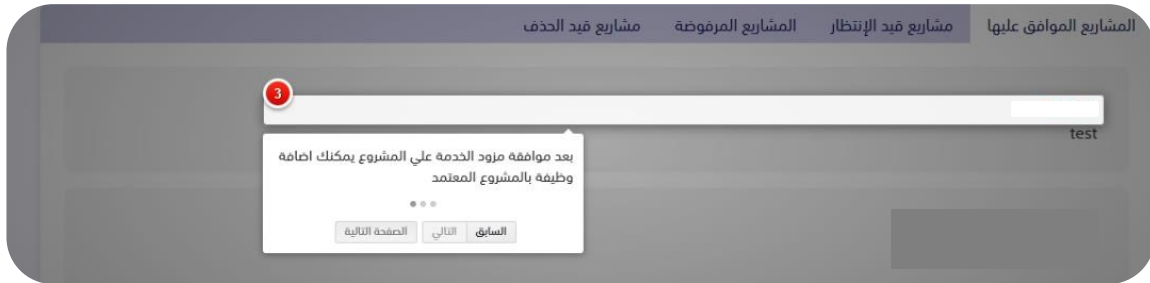 المشاريع الموافق عليها
مشاريع قيد الإنتظار
المشاريع المرفوضة
مشاريع قيد الحذف
3
test
بعد موافقة مزود الخدمة علي المشروع يمكنك اضافة
وظيفة بالمشروع المعتمد
السابق
التالي
الصفحة التالية